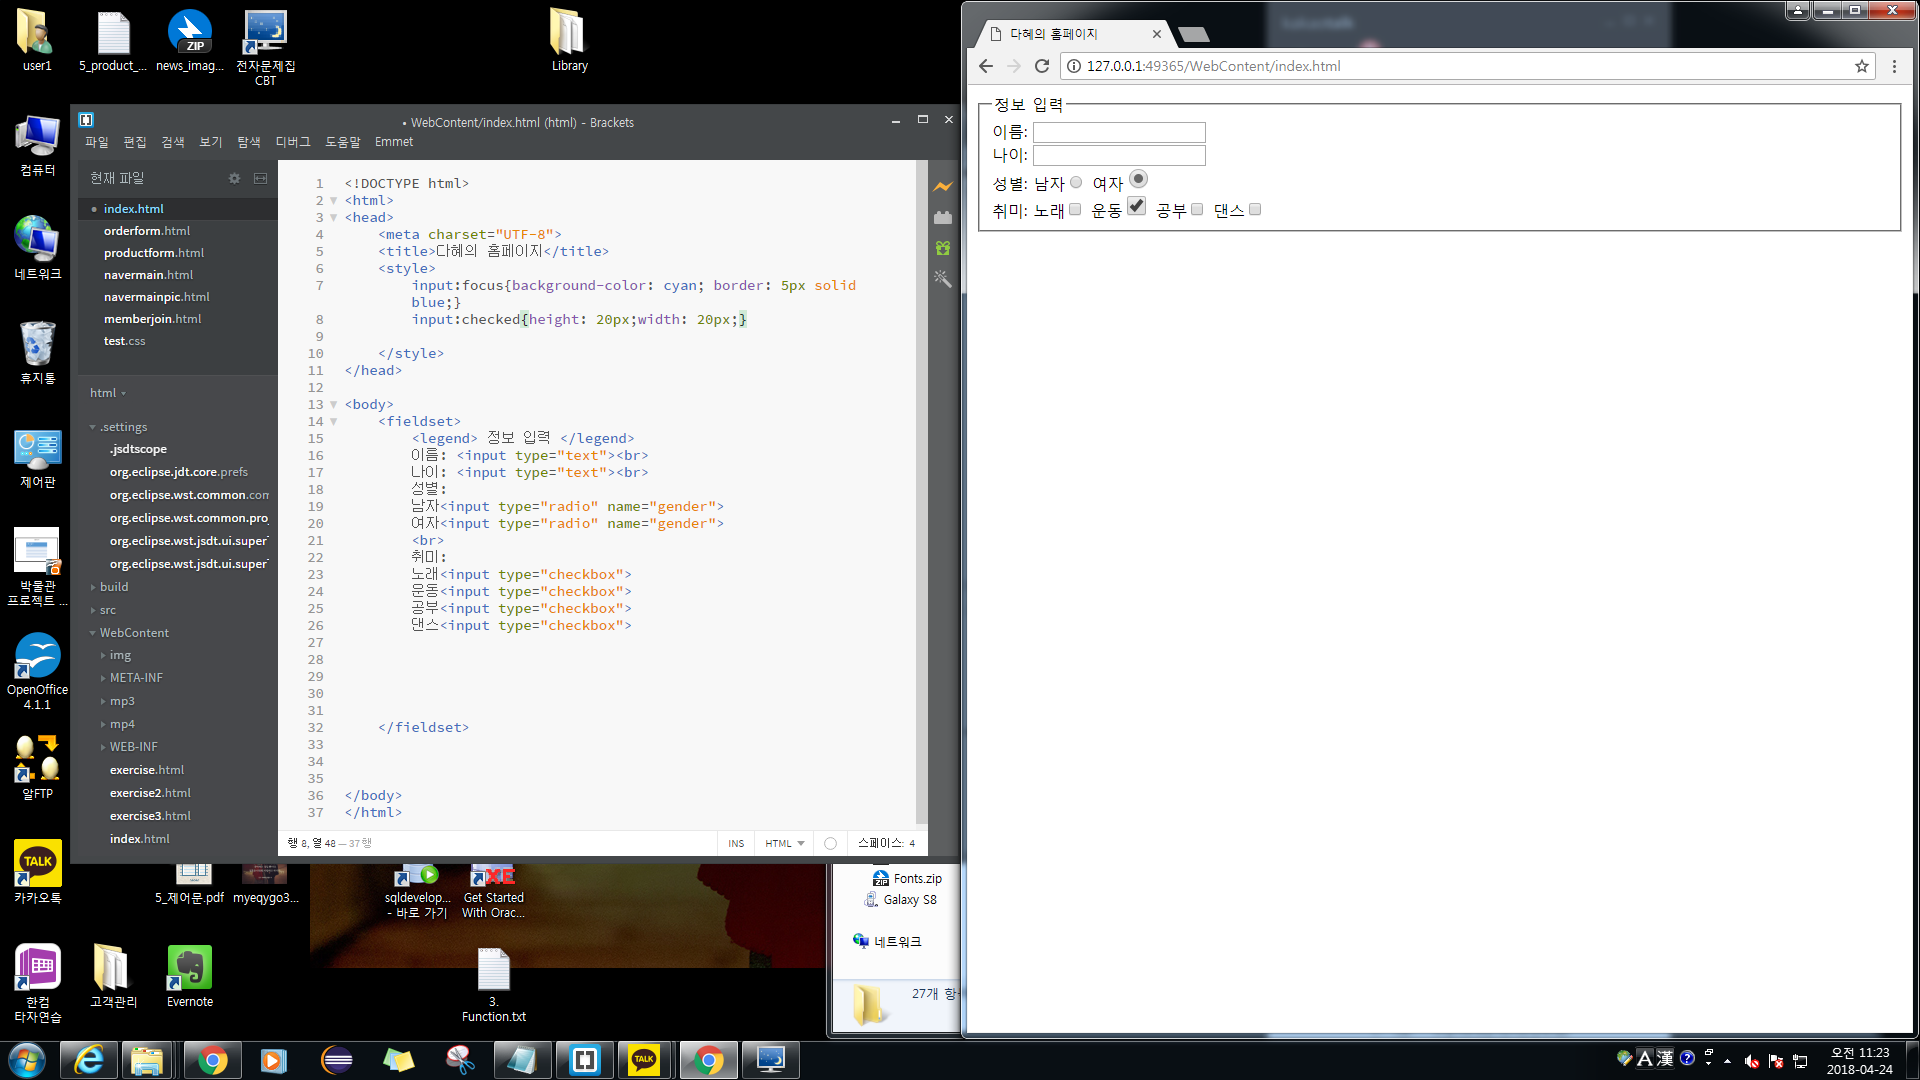 user1
5_product_...
news_imag...
전자문제집
CBT
Library
컴퓨터
네트워크
휴지통
제어판
박물관
프로젝트 ...
OpenOffice
4.1.1
알FTP
카카오톡
한컴
타자연습
고객관리
Evernote
5_제어문.pdf
myeqygo3...
sqldevelop...
- 바로 가기
Get Started
With Orac...
3.
Function.txt
• WebContent/index.html (html) - Brackets
파일 편집 검색 보기 탐색 디버그 도움말 Emmet
현재 파일
index.html
orderform.html
productform.html
navermain.html
navermainpic.html
memberjoin.html
test.css
html
.settings
.jsdtscope
org.eclipse.jdt.core.prefs
org.eclipse.wst.common.com
org.eclipse.wst.common.pro
org.eclipse.wst.jsdt.ui.super
org.eclipse.wst.jsdt.ui.super
build
src
WebContent
img
META-INF
mp3
mp4
WEB-INF
exercise.html
exercise2.html
exercise3.html
index.html
1 <!DOCTYPE html>
2 <html>
3 <head>
4 <meta charset="UTF-8">
5 <title>다혜의 홈페이지</title>
6 <style>
7 input:focus{background-color: cyan; border: 5px solid
blue;}
8 input:checked{height: 20px;width: 20px;}
9
10 </style>
11 </head>
12
13 <body>
14 <fieldset>
15 <legend> 정보 입력 </legend>
16 이름: <input type="text"><br>
17 나이: <input type="text"><br>
18 성별:
19 남자<input type="radio" name="gender">
20 여자<input type="radio" name="gender">
21 <br>
22 취미:
23 노래<input type="checkbox">
24 운동<input type="checkbox">
25 공부<input type="checkbox">
26 댄스<input type="checkbox">
27
28
29
30
31
32 </fieldset>
33
34
35
36 </body>
37 </html>
행 8, 열 48 — 37 행
INS HTML 스페이스: 4
다혜의 홈페이지
127.0.0.1:49365/WebContent/index.html
정보 입력
이름:
나이:
성별: 남자 여자
취미: 노래 운동 공부 댄스
Fonts.zip
Galaxy S8
네트워크
27개 항
ZIP
TALK
TALK
A 漢
오전 11:23
2018-04-24